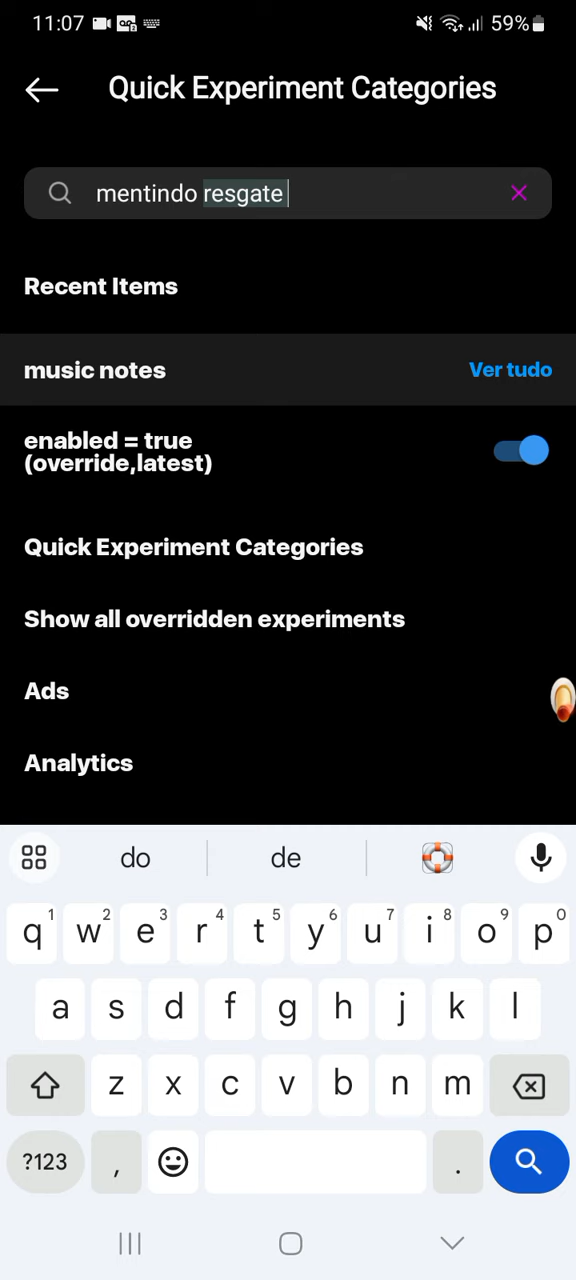 11:07 59%
Quick Experiment Categories
mentindo resgate
Recent Items
music notes Ver tudo
enabled = true
(override,latest)
Quick Experiment Categories
Show all overridden experiments
Ads
Analytics
do de
1 2 3 4 5 6 7 8 9 0
q w e r t y u i o p
a s d f g h j k l
z x c v b n m
?123 , .